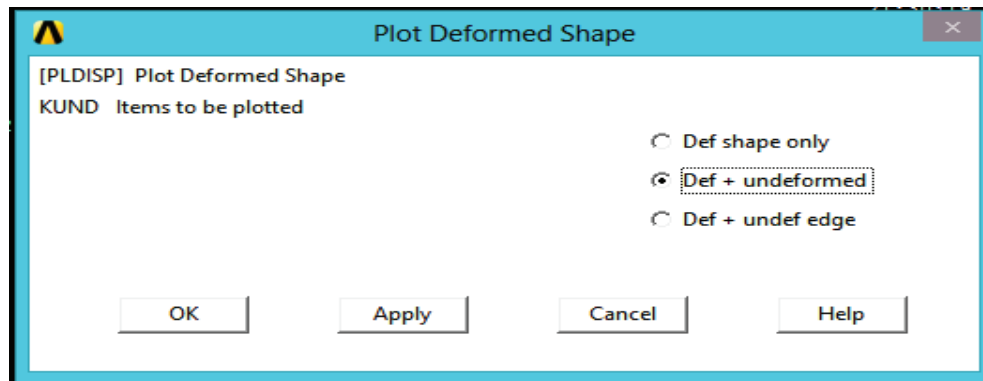 Plot Deformed Shape
[PLDISP] Plot Deformed Shape
KUND Items to be plotted
Def shape only
Def + undeformed
Def + undef edge
OK Apply Cancel Help